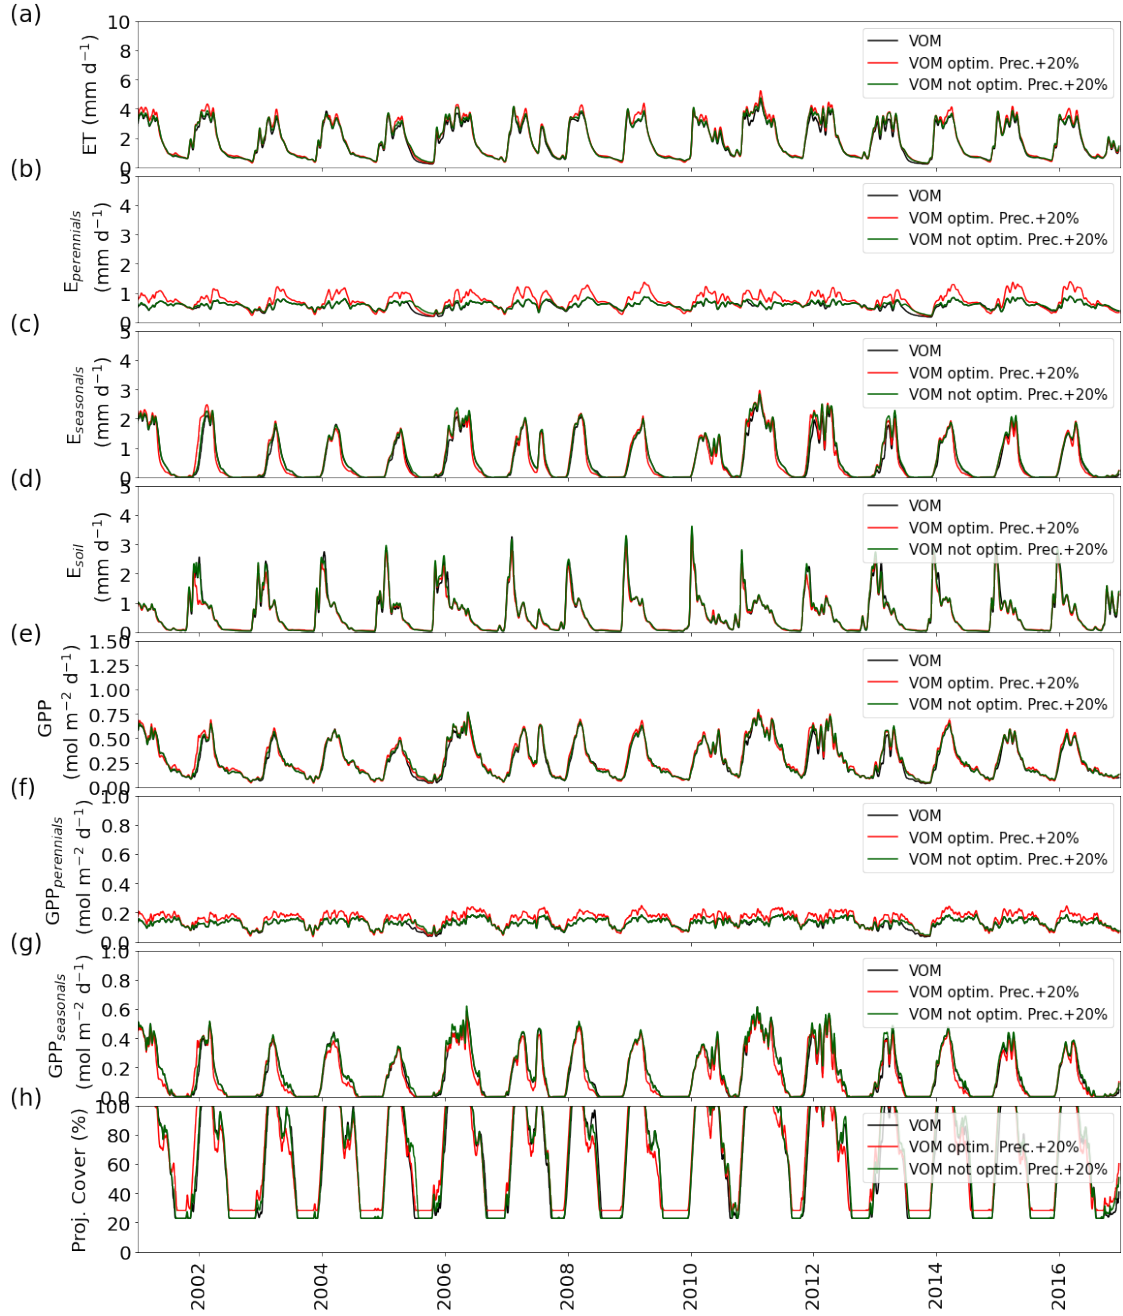 (a)
10
8
6
4
2
0
ET (mm d⁻¹)
VOM
VOM optim. Prec.+20%
VOM not optim. Prec.+20%
(b)
5
4
3
2
1
0
E_perennials
(mm d⁻¹)
VOM
VOM optim. Prec.+20%
VOM not optim. Prec.+20%
(c)
5
4
3
2
1
0
E_seasonals
(mm d⁻¹)
VOM
VOM optim. Prec.+20%
VOM not optim. Prec.+20%
(d)
5
4
3
2
1
0
E_soil
(mm d⁻¹)
VOM
VOM optim. Prec.+20%
VOM not optim. Prec.+20%
(e)
1.50
1.25
1.00
0.75
0.50
0.25
0.00
GPP
(mol m⁻² d⁻¹)
VOM
VOM optim. Prec.+20%
VOM not optim. Prec.+20%
(f)
1.0
0.8
0.6
0.4
0.2
0.0
GPP_perennials
(mol m⁻² d⁻¹)
VOM
VOM optim. Prec.+20%
VOM not optim. Prec.+20%
(g)
1.0
0.8
0.6
0.4
0.2
0.0
GPP_seasonals
(mol m⁻² d⁻¹)
VOM
VOM optim. Prec.+20%
VOM not optim. Prec.+20%
(h)
100
80
60
40
20
0
Proj. Cover (%)
VOM
VOM optim. Prec.+20%
VOM not optim. Prec.+20%
2002
2004
2006
2008
2010
2012
2014
2016